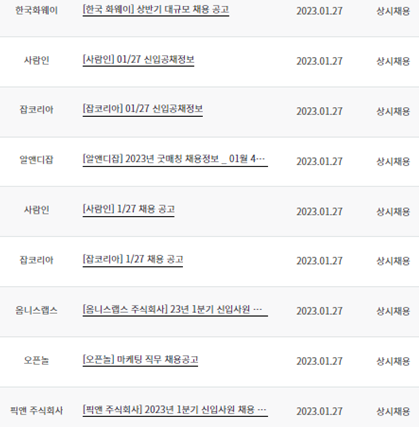 한국화웨이 [한국 화웨이] 상반기 대규모 채용 공고 2023.01.27 상시채용
사람인 [사람인] 01/27 신입공채정보 2023.01.27 상시채용
잡코리아 [잡코리아] 01/27 신입공채정보 2023.01.27 상시채용
알앤디잡 [알앤디잡] 2023년 굿매칭 채용정보 _ 01월 4… 2023.01.27 상시채용
사람인 [사람인] 1/27 채용 공고 2023.01.27 상시채용
잡코리아 [잡코리아] 1/27 채용 공고 2023.01.27 상시채용
옴니스랩스 [옴니스랩스 주식회사] 23년 1분기 신입사원 … 2023.01.27 상시채용
오픈놀 [오픈놀] 마케팅 직무 채용공고 2023.01.27 상시채용
픽앤 주식회사 [픽앤 주식회사] 2023년 1분기 신입사원 채용 … 2023.01.27 상시채용